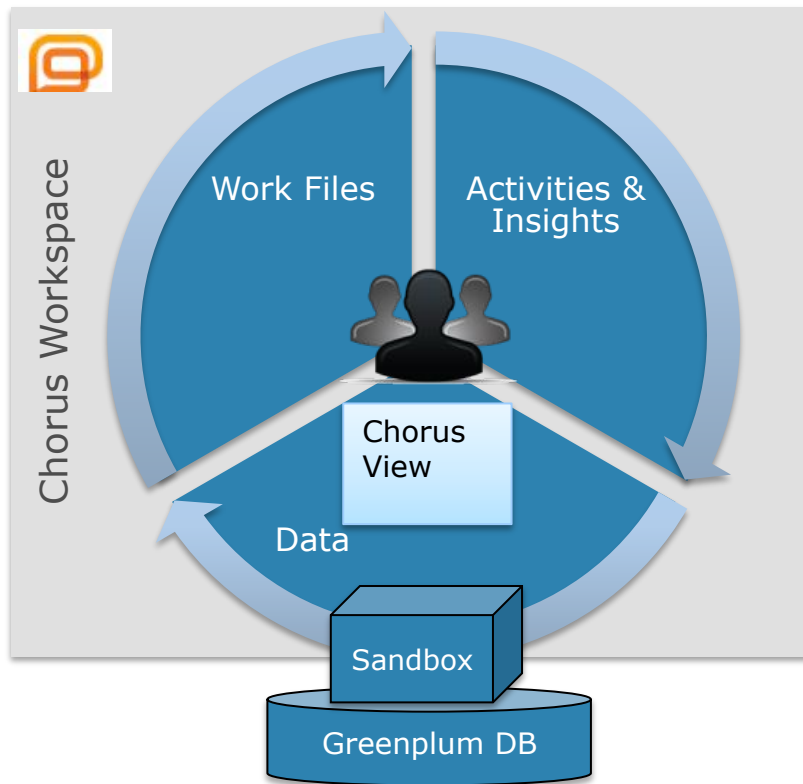 Chorus Workspace
Work Files
Activities &
Insights
Chorus
View
Data
Sandbox
Greenplum DB